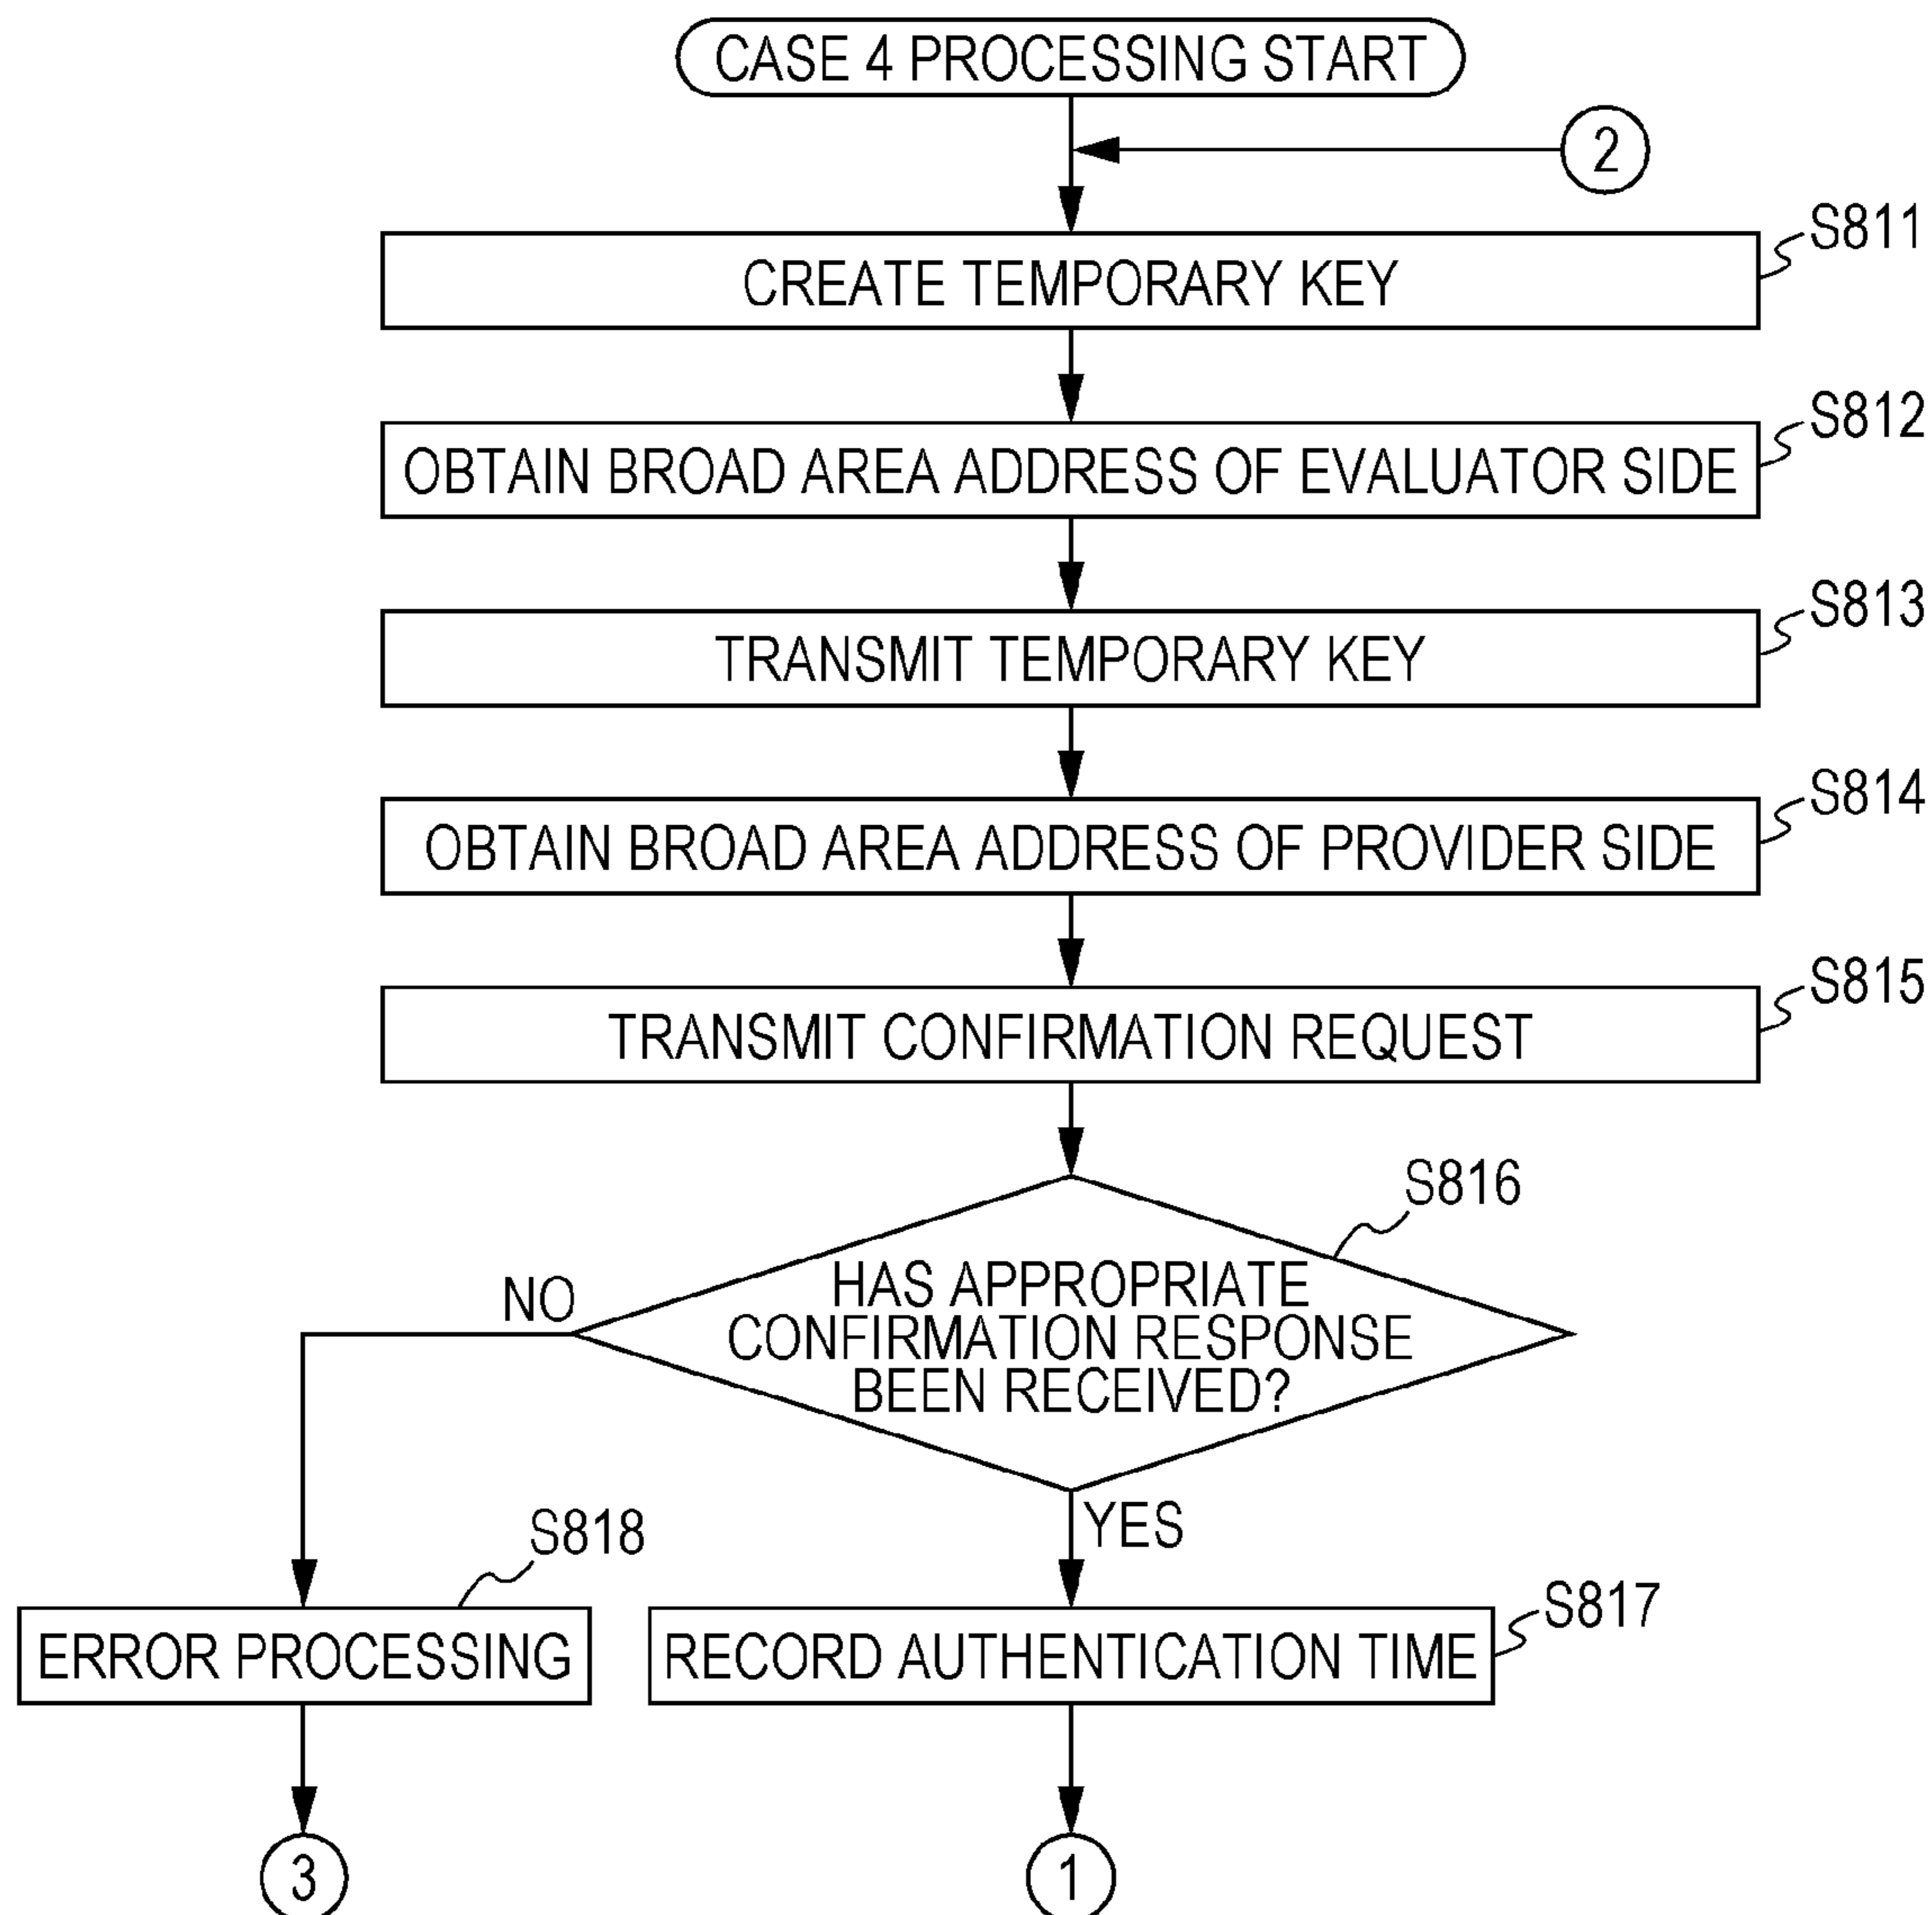 CASE 4 PROCESSING START
2
S811
CREATE TEMPORARY KEY
S812
OBTAIN BROAD AREA ADDRESS OF EVALUATOR SIDE
S813
TRANSMIT TEMPORARY KEY
S814
OBTAIN BROAD AREA ADDRESS OF PROVIDER SIDE
S815
TRANSMIT CONFIRMATION REQUEST
S816
HAS APPROPRIATE
CONFIRMATION RESPONSE
BEEN RECEIVED?
NO
YES
S818
ERROR PROCESSING
S817
RECORD AUTHENTICATION TIME
3
1